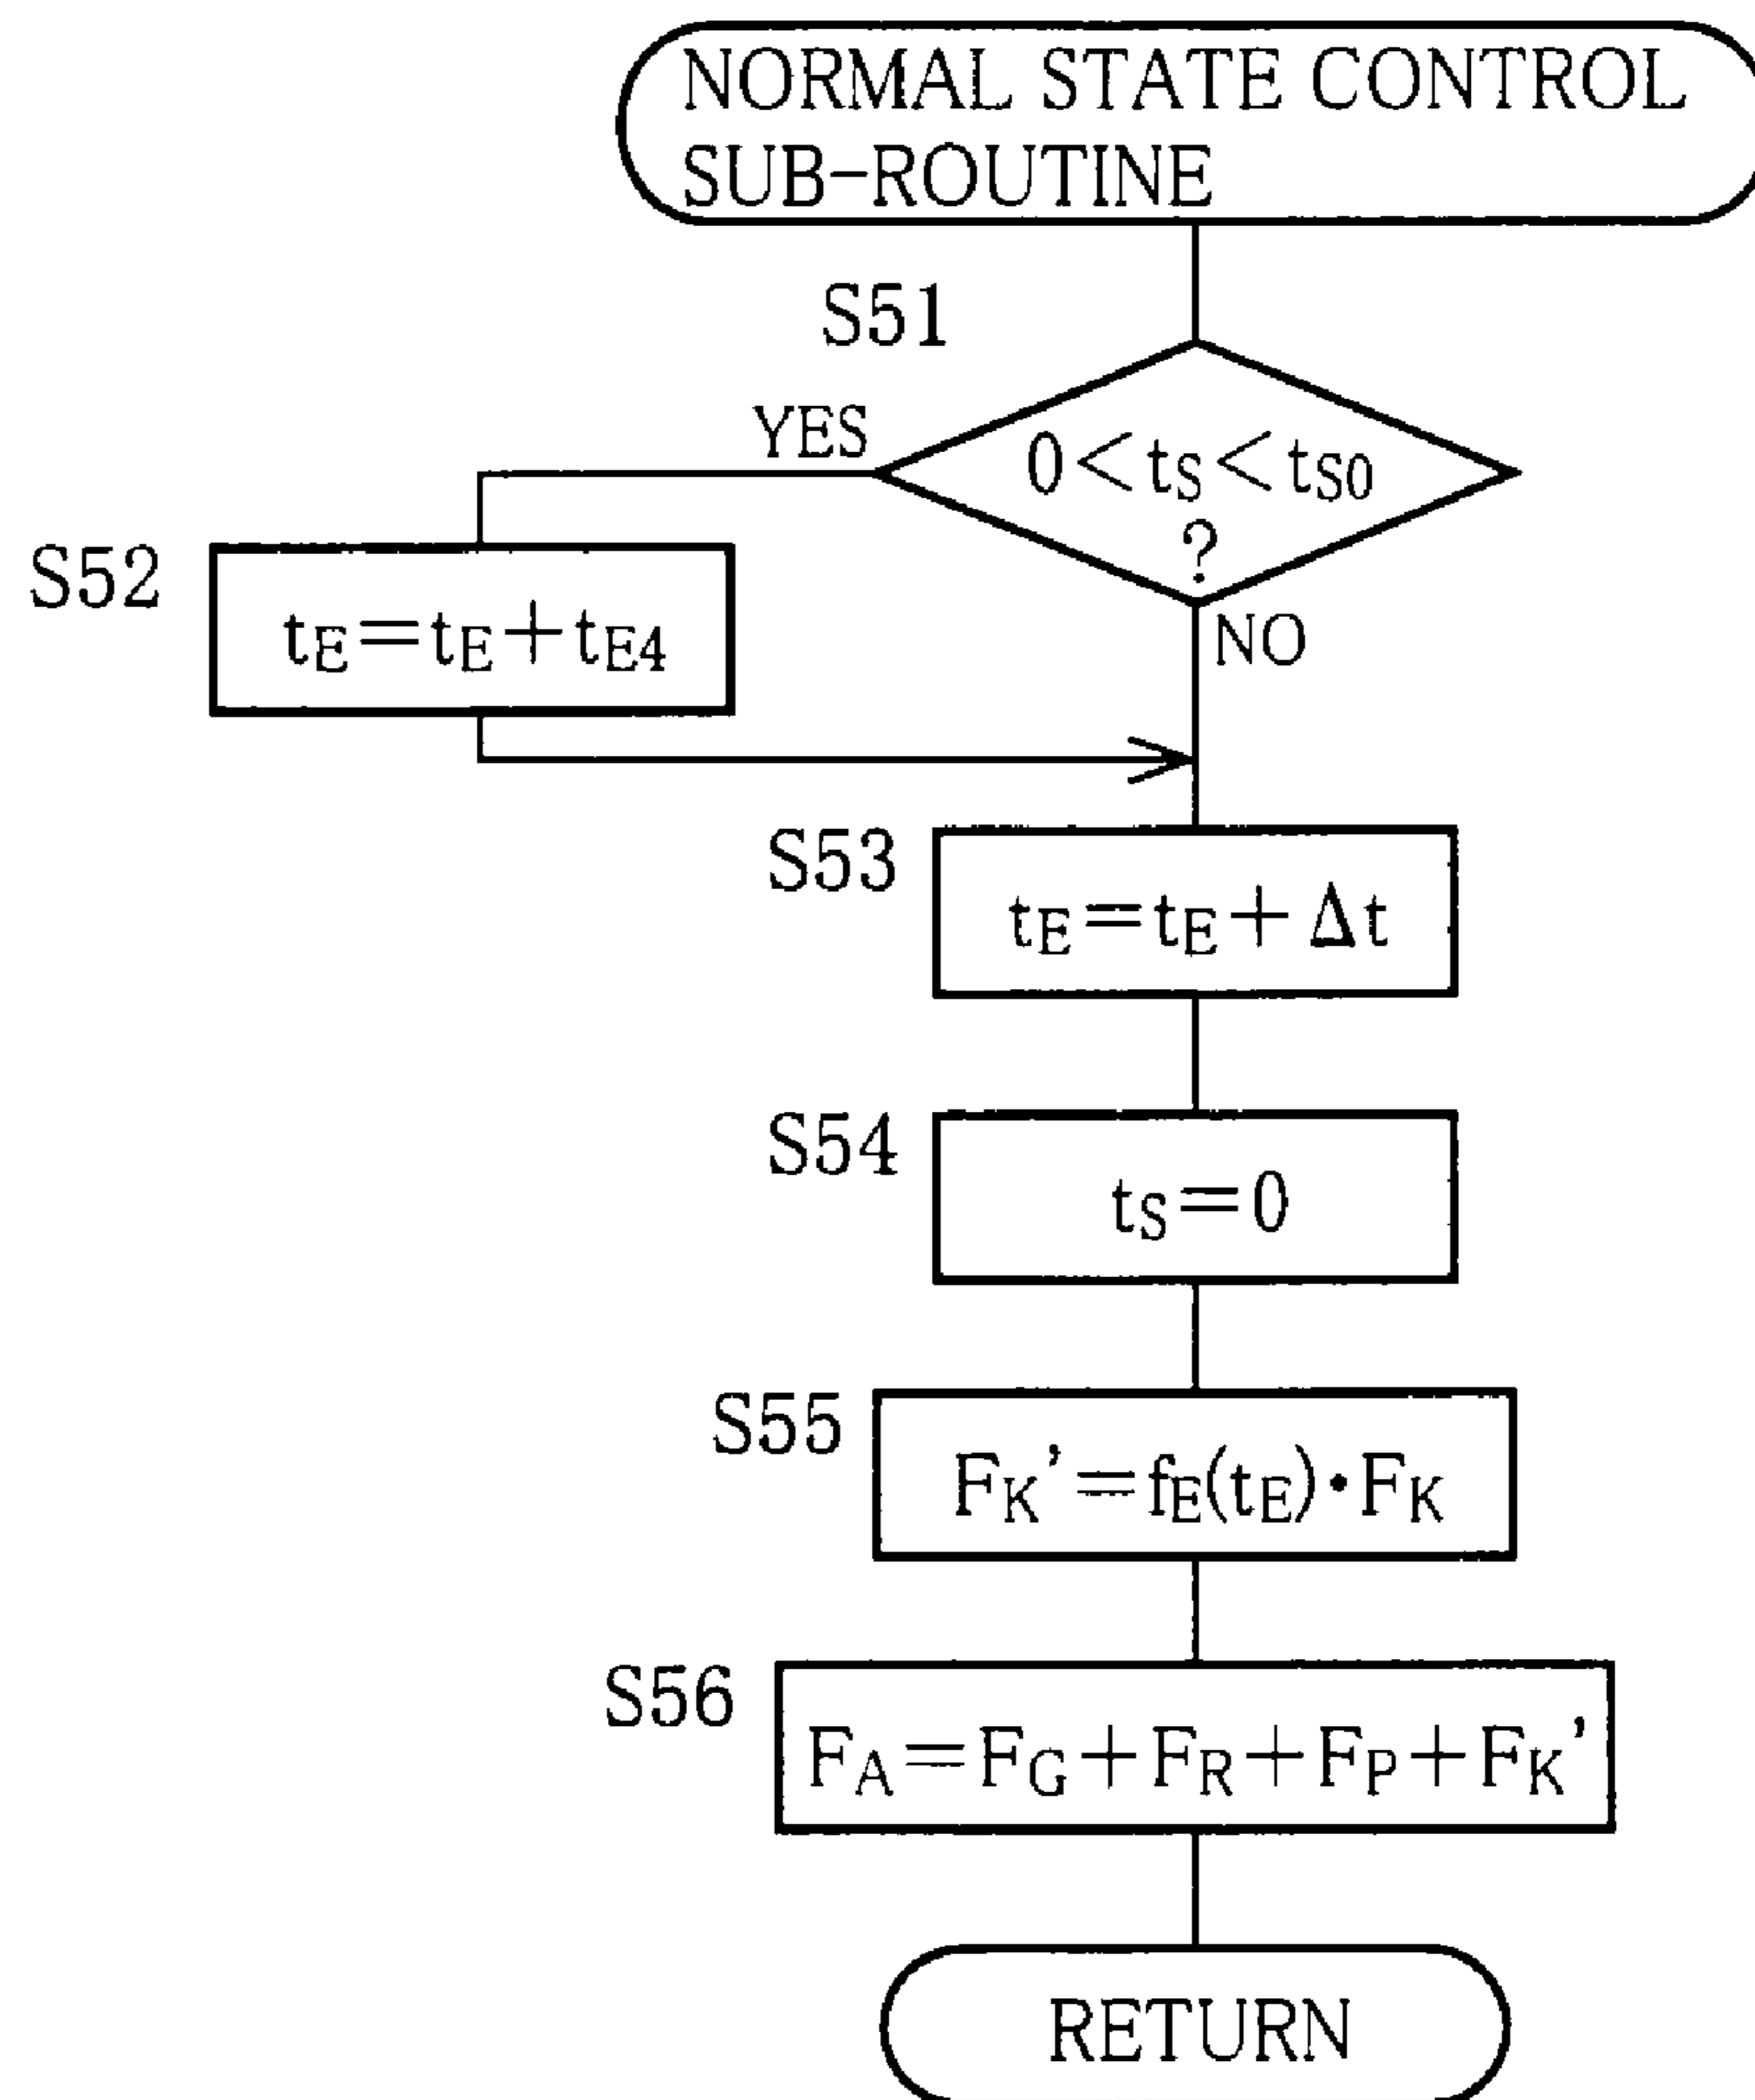 NORMAL STATE CONTROL
SUB-ROUTINE
S51
YES
0<tS<tS0
?
NO
S52
tE=tE+tE4
S53
tE=tE+Δt
S54
tS=0
S55
FK'=fE(tE)·FK
S56
FA=FG+FR+FP+FK'
RETURN